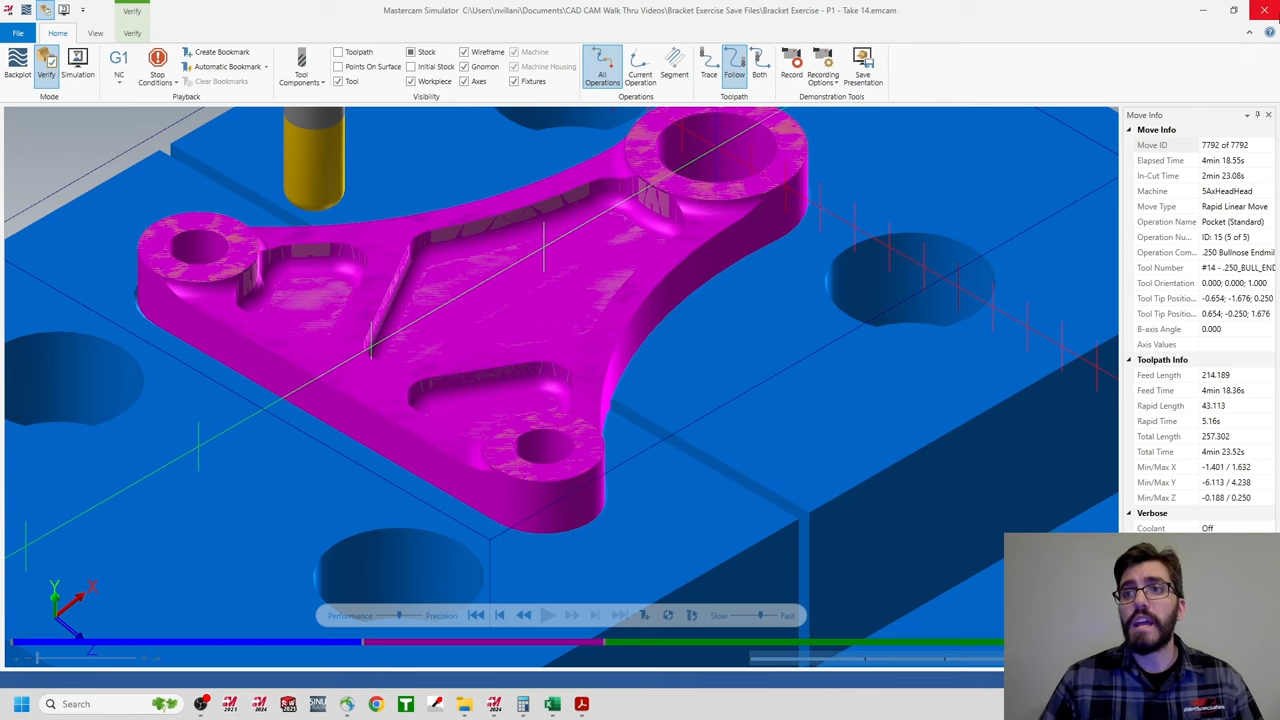 Verify
Mastercam Simulator C:\Users\nvillani\Documents\CAD CAM Walk Thru Videos\Bracket Exercise Save Files\Bracket Exercise - P1 - Take 14.emcam
File
Home
View
Verify
Backplot
Verify
Simulation
Mode
G1
NC
Stop
Conditions
Create Bookmark
Automatic Bookmark
Clear Bookmarks
Playback
Tool
Components
Toolpath
Points On Surface
Tool
Stock
Initial Stock
Workpiece
Wireframe
Gnomon
Axes
Machine
Machine Housing
Fixtures
Visibility
All
Operations
Current
Operation
Segment
Operations
Trace
Follow
Both
Toolpath
Record
Recording
Options
Save
Presentation
Demonstration Tools
Move Info
Move Info
Move ID 7792 of 7792
Elapsed Time 4min 18.55s
In-Cut Time 2min 23.08s
Machine 5AxHeadHead
Move Type Rapid Linear Move
Operation Name Pocket (Standard)
Operation Nu... ID: 15 (5 of 5)
Operation Com... .250 Bullnose Endmil
Tool Number #14 - .250_BULL_END
Tool Orientation 0.000; 0.000; 1.000
Tool Tip Positio... -0.654; -1.676; 0.250
Tool Tip Positio... 0.654; -0.250; 1.676
B-axis Angle 0.000
Axis Values
Toolpath Info
Feed Length 214.189
Feed Time 4min 18.36s
Rapid Length 43.113
Rapid Time 5.16s
Total Length 257.302
Total Time 4min 23.52s
Min/Max X -1.401 / 1.632
Min/Max Y -6.113 / 4.238
Min/Max Z -0.188 / 0.250
Verbose
Coolant Off
Y
X
Z
Performance
Precision
Slow
Fast
Search
2023
2024
2023
2024